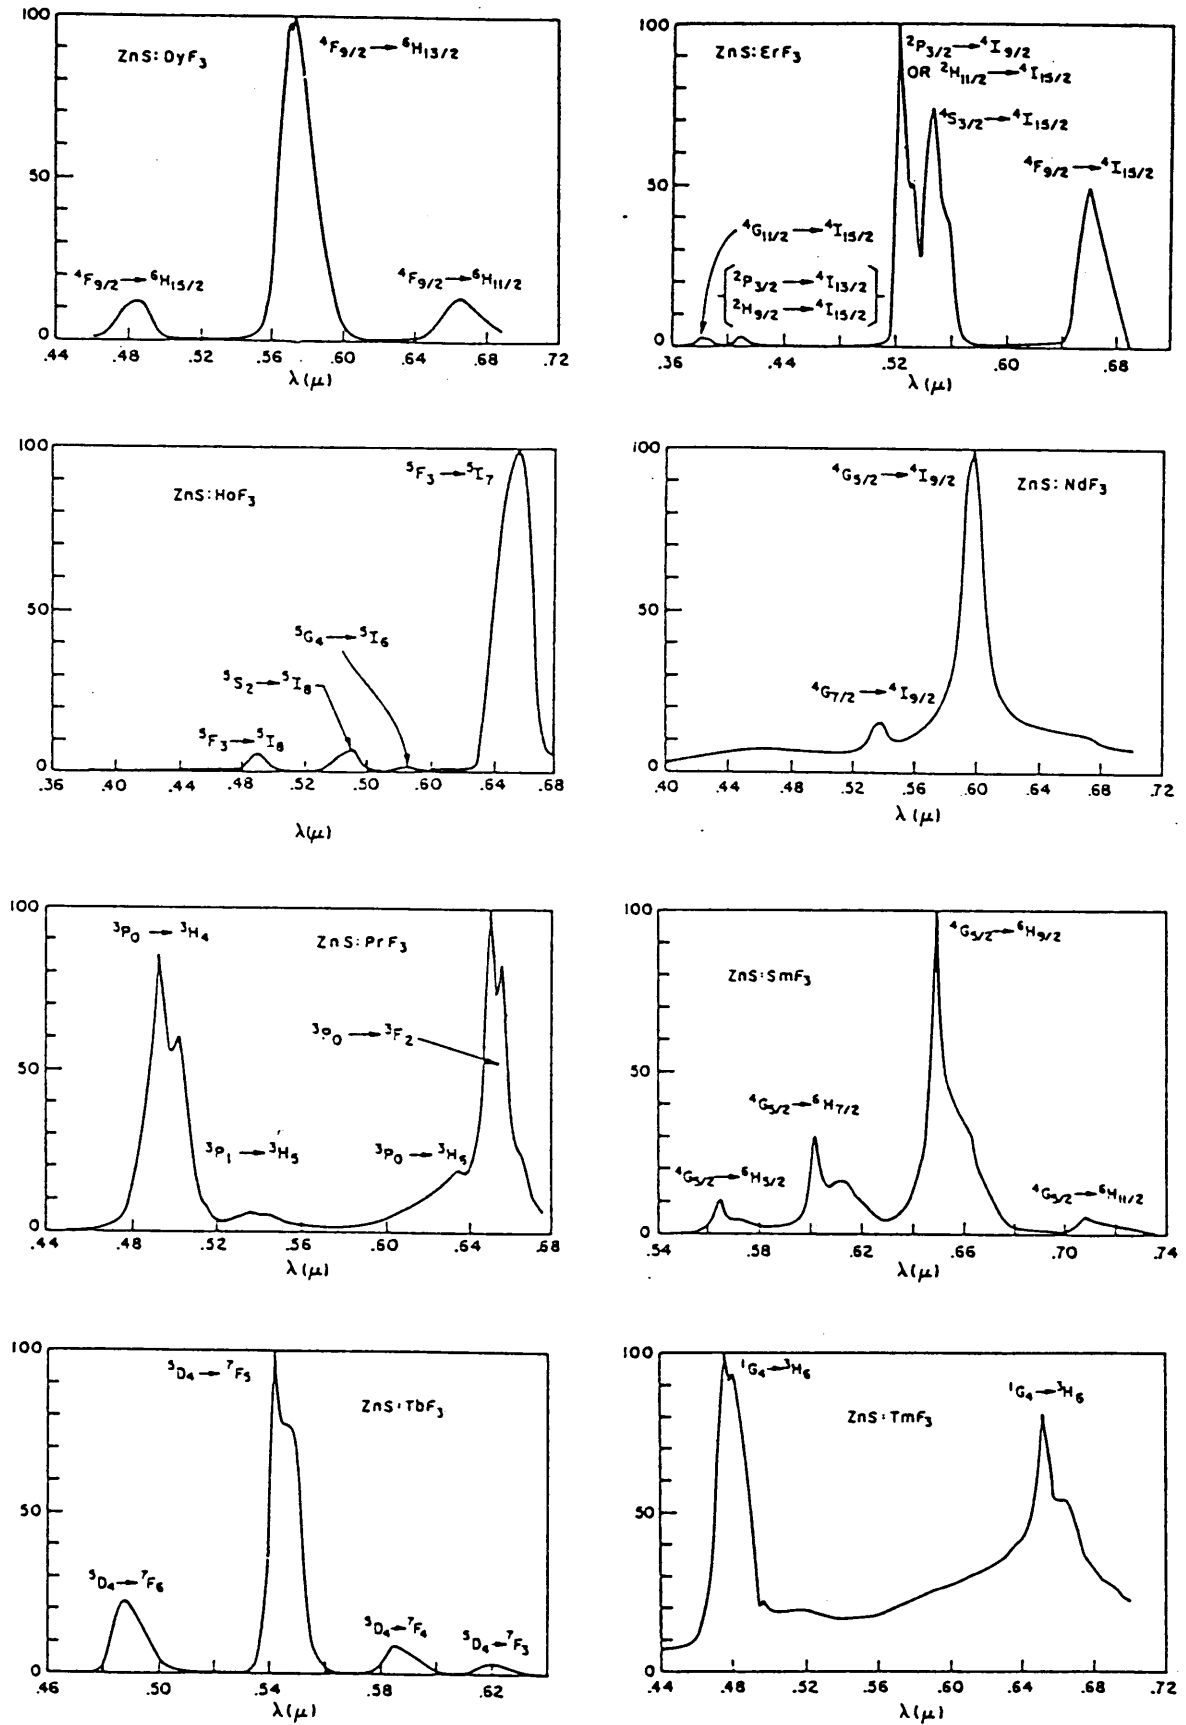 100
50
0
ZnS:DyF3
4F9/2 → 6H13/2
4F9/2 → 6H15/2
4F9/2 → 6H11/2
.44 .48 .52 .56 .60 .64 .68 .72
λ(μ)
100
50
0
ZnS:ErF3
2P3/2 → 4I9/2
OR 2H11/2 → 4I15/2
4S3/2 → 4I15/2
4F9/2 → 4I15/2
4G11/2 → 4I15/2
2P3/2 → 4I13/2
2H9/2 → 4I15/2
.36 .44 .52 .60 .68
λ(μ)
100
50
0
5F3 → 5I7
ZnS:HoF3
5G4 → 5I6
5S2 → 5I8
5F3 → 5I8
.36 .40 .44 .48 .52 .50 .60 .64 .68
λ(μ)
100
50
0
4G5/2 → 4I9/2
ZnS:NdF3
4G7/2 → 4I9/2
.40 .44 .48 .52 .56 .60 .64 .68 .72
λ(μ)
100
50
0
3P0 → 3H4
ZnS:PrF3
3P0 → 3F2
3P1 → 3H5
3P0 → 3H6
.44 .48 .52 .56 .60 .64 .68
λ(μ)
100
50
0
4G5/2 → 6H9/2
ZnS:SmF3
4G5/2 → 6H7/2
4G5/2 → 6H5/2
4G5/2 → 6H11/2
.54 .58 .62 .66 .70 .74
λ(μ)
100
50
0
5D4 → 7F5
ZnS:TbF3
5D4 → 7F6
5D4 → 7F4
5D4 → 7F3
.46 .50 .54 .58 .62
λ(μ)
100
50
0
1G4 → 3H6
1G4 → 3H6
ZnS:TmF3
.44 .48 .52 .56 .60 .64 .68 .72
λ(μ)